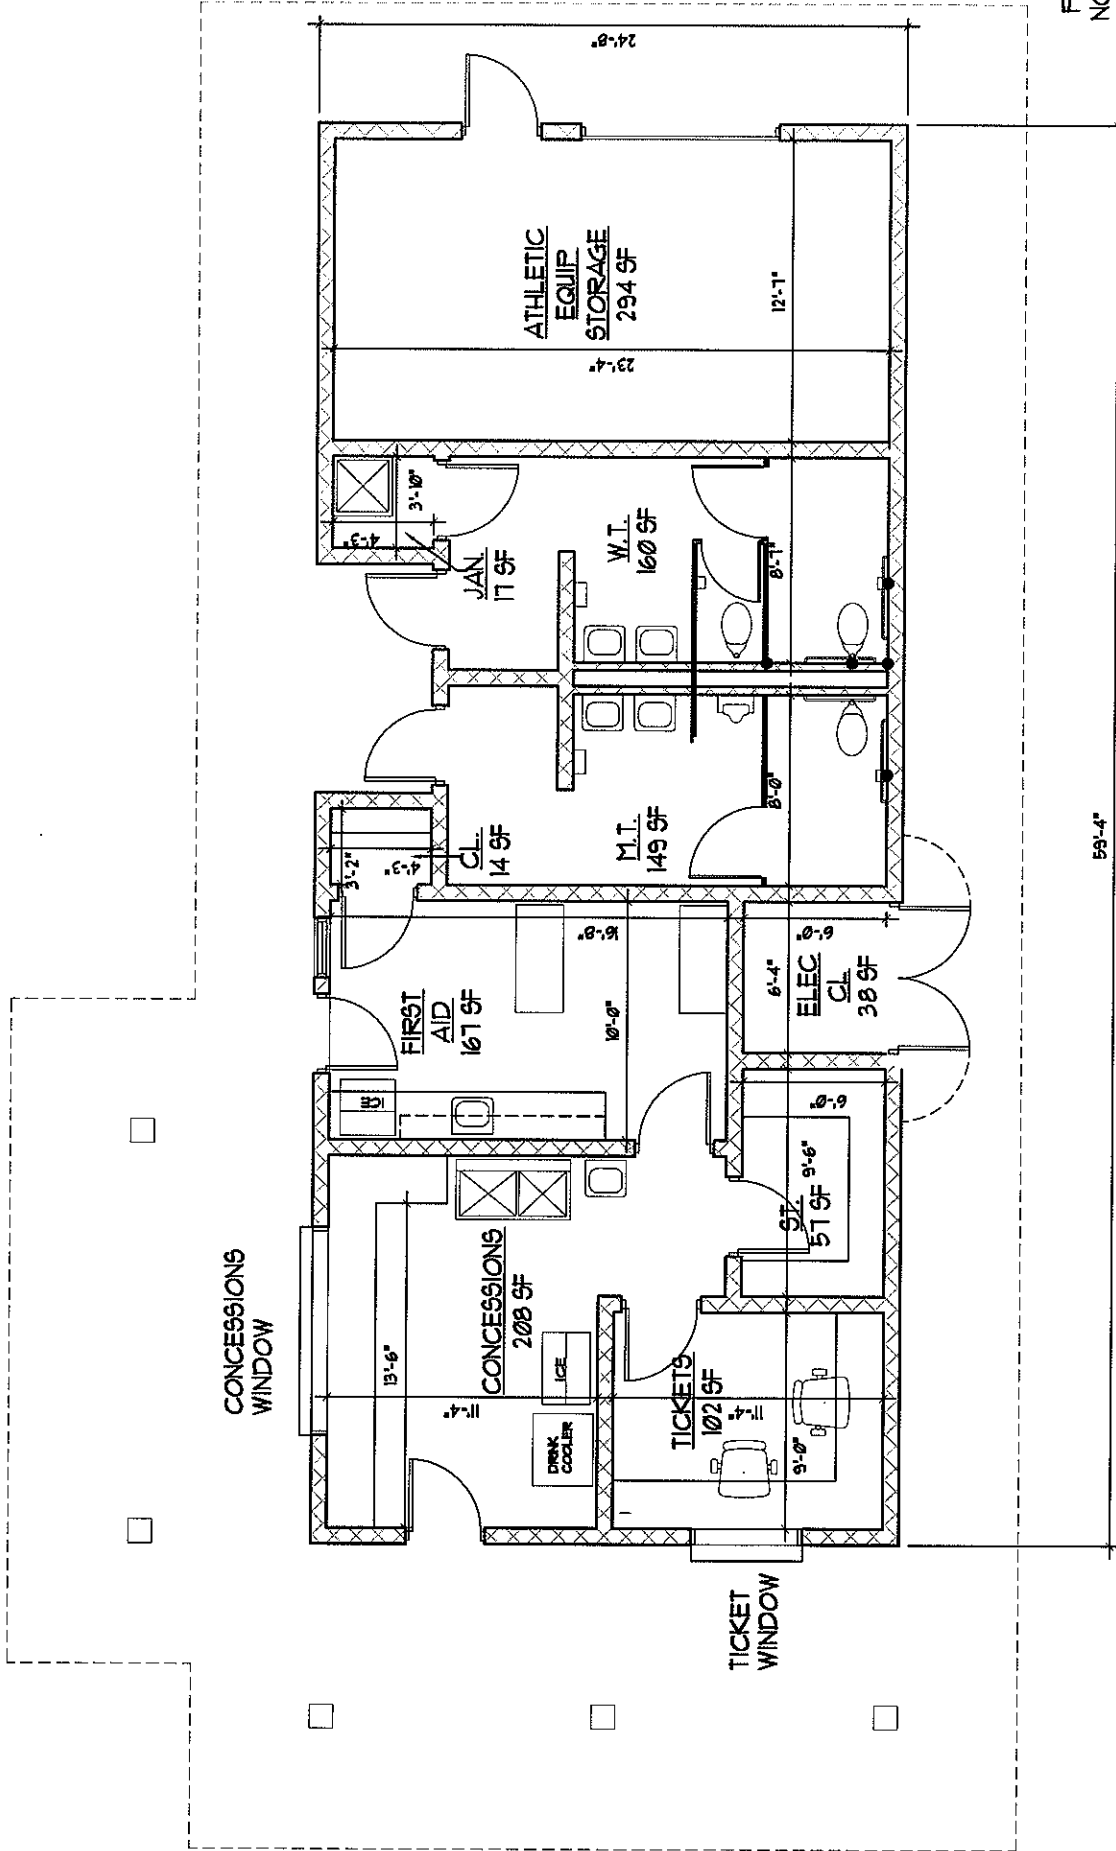 CONCESSIONS
WINDOW
TICKET
WINDOW
CONCESSIONS
208 SF
13'-6"
11'-4"
ICE
DRINK
COOLER
TICKETS
102 SF
11'-4"
9'-0"
ST.
57 SF
9'-6"
6'-0"
FIRST
AID
167 SF
ICE
16'-8"
10'-0"
CL.
14 SF
3'-2"
4'-3"
ELEC
CL.
38 SF
6'-4"
6'-0"
M.T.
149 SF
8'-0"
W.T.
160 SF
8'-7"
JAN.
17 SF
4'-3"
3'-10"
ATHLETIC
EQUIP
STORAGE
294 SF
23'-4"
12'-7"
24'-8"
59'-4"